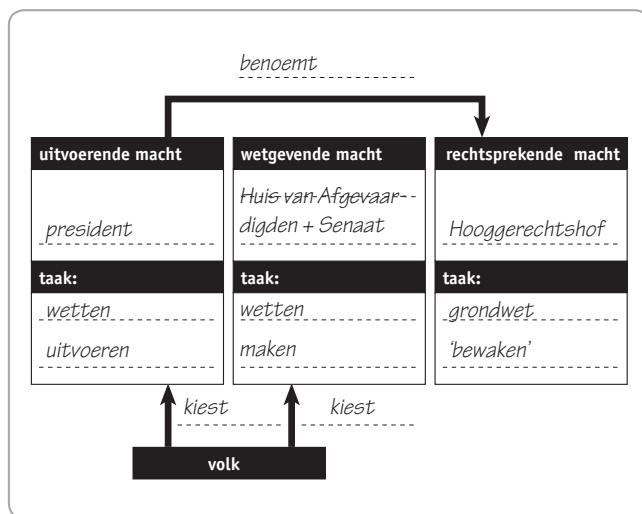 benoemt
uitvoerende macht
wetgevende macht
rechtsprekende macht
president
Huis van Afgevaar-
digden + Senaat
Hooggerechtshof
taak:
taak:
taak:
wetten
uitvoeren
wetten
maken
grondwet
'bewaken'
kiest
kiest
volk